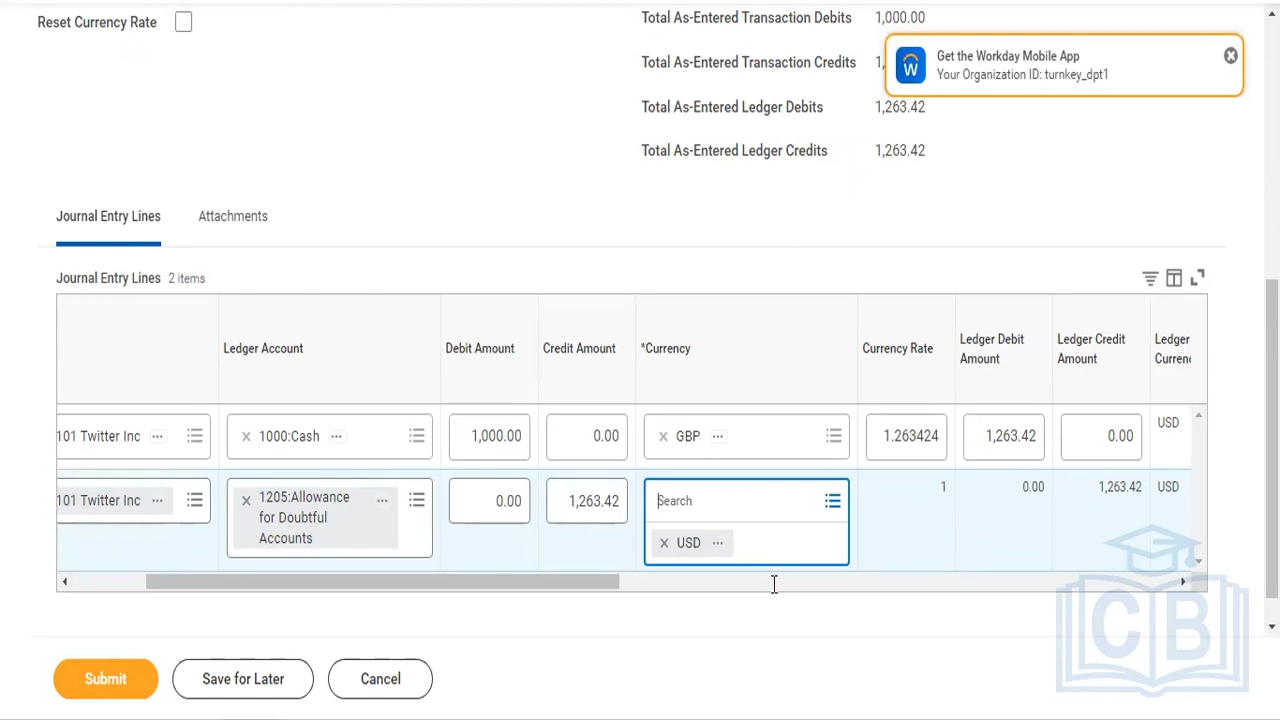 Reset Currency Rate
Total As-Entered Transaction Debits 1,000.00
Total As-Entered Transaction Credits
Total As-Entered Ledger Debits 1,263.42
Total As-Entered Ledger Credits 1,263.42
Get the Workday Mobile App
Your Organization ID: turnkey_dpt1
Journal Entry Lines Attachments
Journal Entry Lines 2 items
Ledger Account Debit Amount Credit Amount *Currency Currency Rate Ledger Debit Amount Ledger Credit Amount Ledger
101 Twitter Inc 1000:Cash 1,000.00 0.00 GBP 1.263424 1,263.42 0.00 USD
101 Twitter Inc 1205:Allowance for Doubtful Accounts 0.00 1,263.42 Search 1 0.00 1,263.42 USD
USD
Submit Save for Later Cancel
CB